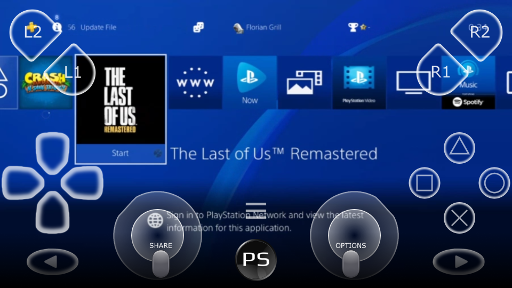 L2
56 Update File
Florian Grill
R2
L1
R1
CRASH
THE
LAST
OF US
REMASTERED
www
Now
PlayStation Video
Music
Spotify
Start
The Last of Us™ Remastered
Sign in to PlayStation Network and view the latest
information for this application.
SHARE
OPTIONS
PS